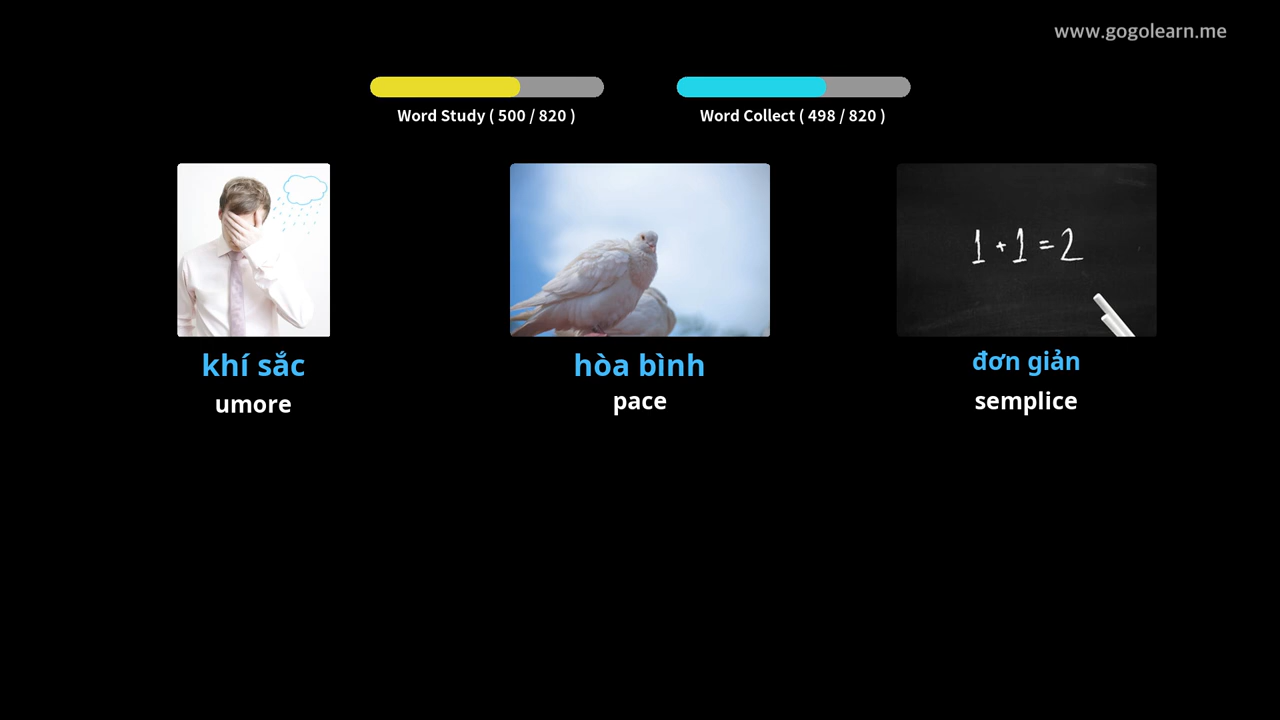 www.gogolearn.me
Word Study ( 500 / 820 )
Word Collect ( 498 / 820 )
1 + 1 = 2
khí sắc
hòa bình
đơn giản
umore
pace
semplice